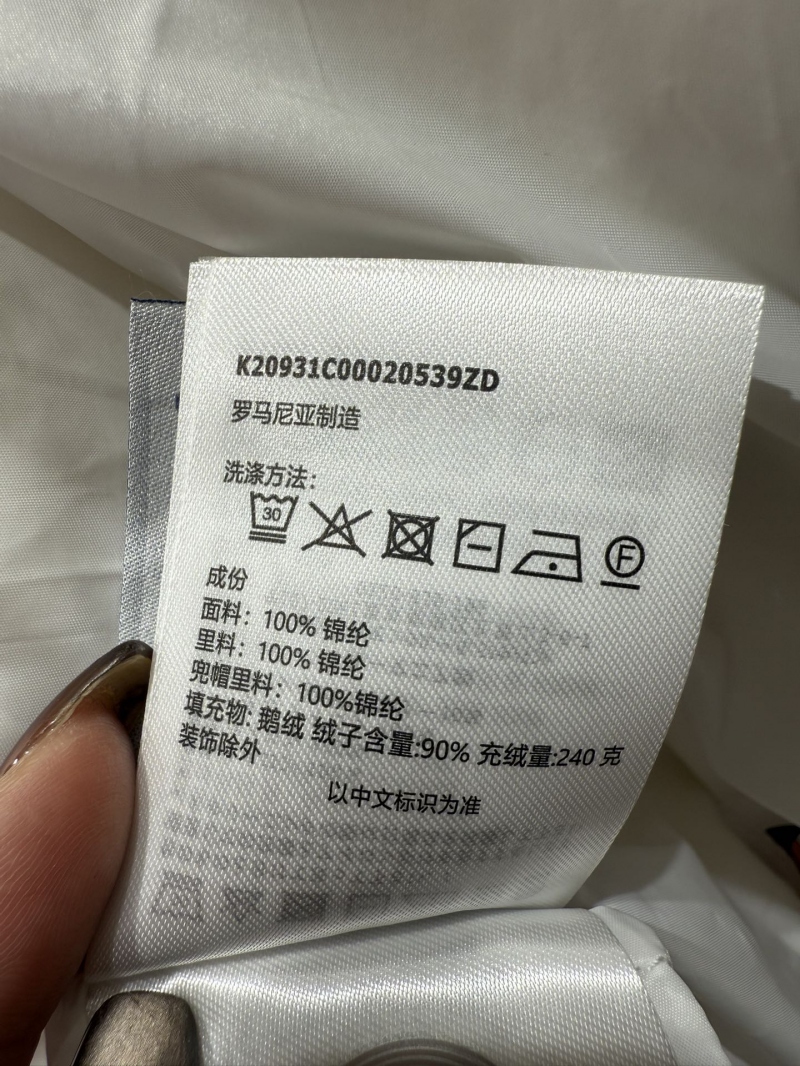 K20931C00020539ZD
罗马尼亚制造
洗涤方法：
30 F
成份
面料：100% 锦纶
里料：100% 锦纶
兜帽里料：100%锦纶
填充物: 鹅绒 绒子含量:90% 充绒量:240 克
装饰除外
以中文标识为准